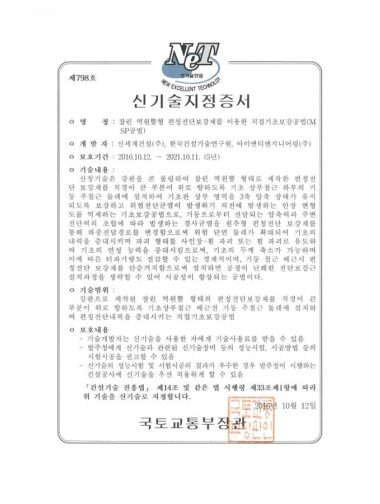 NeT
신기술인증
NEW EXCELLENT TECHNOLOGY
제798호
신기술지정증서
ㅇ 명 칭 : 잘린 역원뿔형 펀칭전단보강재를 이용한 직접기초보강공법(M
SP공법)
ㅇ 개 발 자 : 신세계건설(주), 한국건설기술연구원, 아이앤티엔지니어링(주)
ㅇ 보호기간 : 2016.10.12. ~ 2021.10.11. (5년)
ㅇ 기술내용 :
신청기술은 강판을 콘 롤링하여 잘린 역원뿔 형태로 제작한 펀칭전
단 보강재를 직경이 큰 부분이 위로 향하도록 기초 상부철근 하부의 기
둥 주철근 둘레에 설치하여 기초판 상부 영역을 3축 압축 상태가 유지
되도록 보강하고 위험전단균열이 발생하기 직전에 발생하는 인장 변형
도를 억제하는 기초보강공법으로, 기둥으로부터 전달되는 압축력과 주변
전단력의 조합에 따라 발생하는 경사균열을 원추형 펀칭전단 보강재를
통해 하중전달경로를 변경함으로써 위험 단면 둘레가 확대되어 기초의
내력을 증대시키며 파괴 형태를 사인장-휨 파괴 또는 휨 파괴로 유도하
며 기초의 연성 능력을 증대시킴으로써, 기초의 두께 축소가 가능하며
이에 따른 터파기량도 절감할 수 있는 경제적이며, 기둥 철근 배근시 펀
칭전단 보강재를 단순거치함으로써 설치하면 공정이 난해한 전단보강근
설치과정을 생략할 수 있어 시공성이 향상되는 공법이다.
ㅇ 기술범위 :
강판으로 제작된 잘린 역원뿔 형태의 펀칭전단보강재를 직경이 큰
부분이 위로 향하도록 기초상부철근 배근전 기둥 주철근 둘레에 설치하
며 펀칭전단내력을 증대시키는 직접기초보강공법
ㅇ 보호내용
- 기술개발자는 신기술을 사용한 자에게 기술사용료를 받을 수 있음
- 발주청에게 신기술과 관련된 신기술장비 등의 성능시험, 시공방법 등의
시험시공을 권고할 수 있음
- 신기술의 성능시험 및 시험시공의 결과가 우수한 경우 발주청이 시행하는
건설공사에 신기술을 우선 적용하게 할 수 있음
「건설기술 진흥법」 제14조 및 같은 법 시행령 제33조제1항에 따라
위 기술을 신기술로 지정합니다.
2016년 10월 12일
국토교통부장관